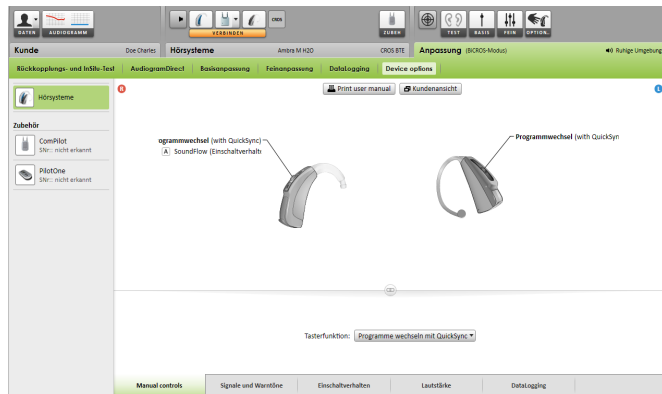 DATEN AUDIOGRAMM
CROS
VERBINDEN
ZUBEH
TEST BASIS FEIN OPTION..
Kunde Doe Charles Hörsysteme Ambra M H2O CROS BTE Anpassung (BiCROS-Modus) Ruhige Umgebung
Rückkopplungs- und InSitu-Test AudiogramDirect Basisanpassung Feinanpassung DataLogging Device options
Hörsysteme
R Print user manual Kundenansicht L
Zubehör
ComPilot
SNr.: nicht erkannt
PilotOne
SNr.: nicht erkannt
ogrammwechsel (with QuickSync)
A SoundFlow (Einschaltverhalt
Programmwechsel (with QuickSyn
Tasterfunktion: Programme wechseln mit QuickSync
Manual controls Signale und Warntöne Einschaltverhalten Lautstärke DataLogging